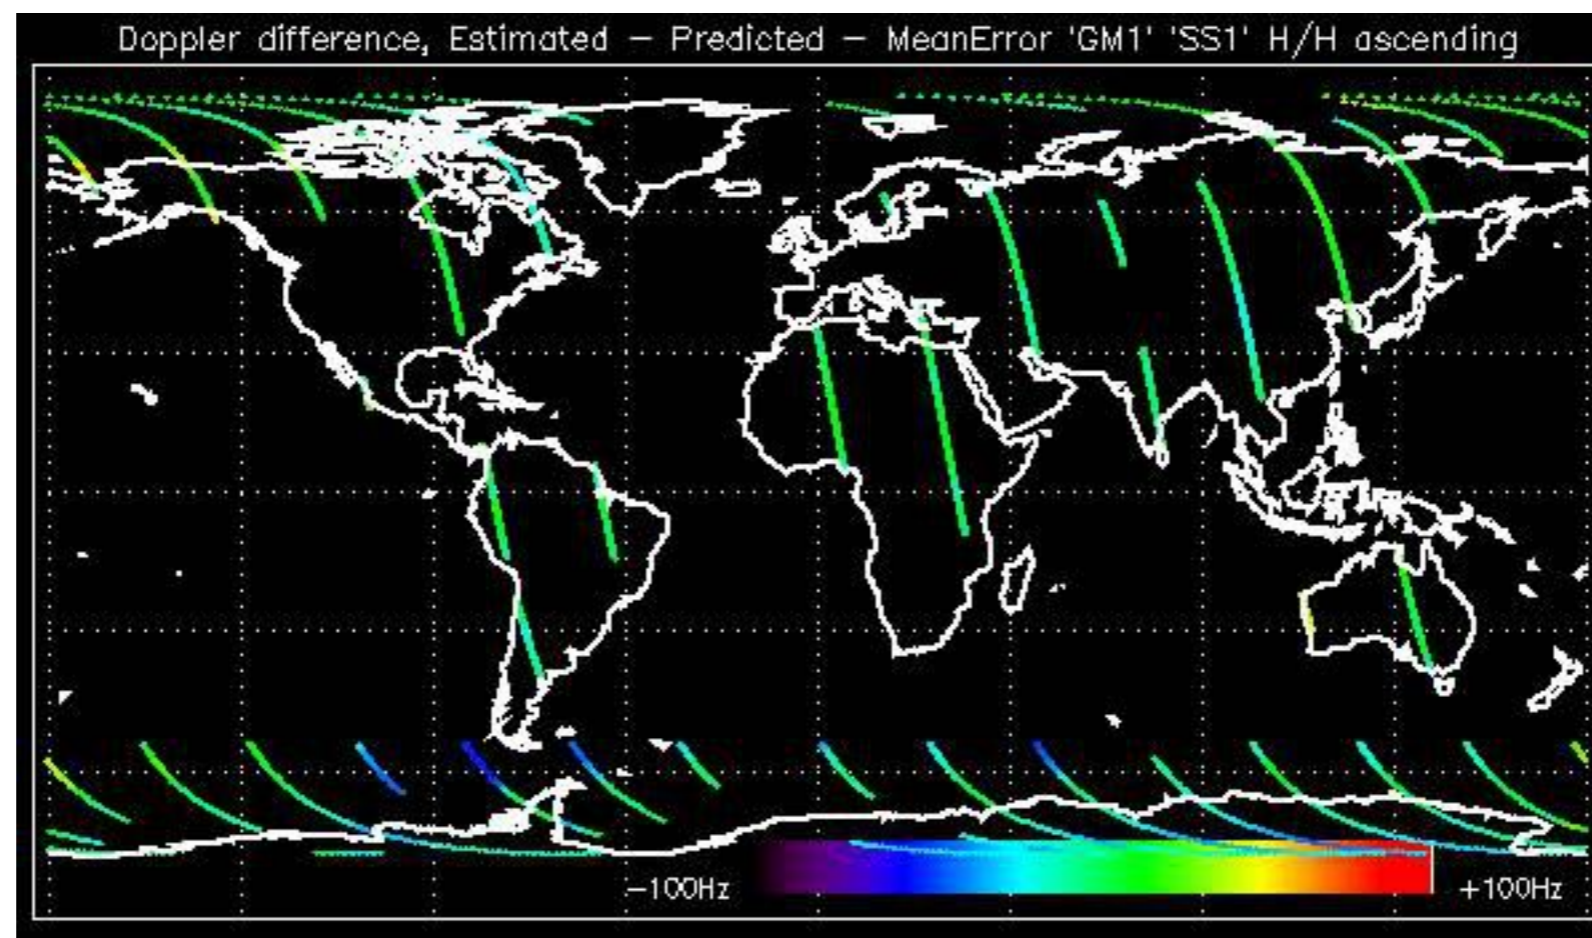 Doppler difference, Estimated − Predicted − MeanError 'GM1' 'SS1' H/H ascending
−100Hz
+100Hz